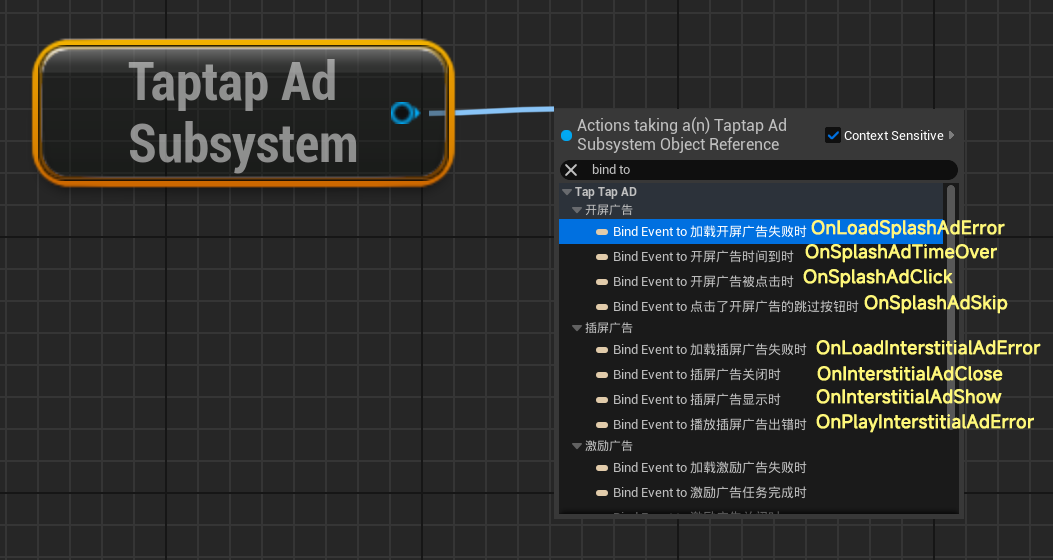 Taptap Ad
Subsystem
Actions taking a(n) Taptap Ad
Subsystem Object Reference
Context Sensitive
bind to
Tap Tap AD
开屏广告
Bind Event to 加载开屏广告失败时 OnLoadSplashAdError
Bind Event to 开屏广告时间到时 OnSplashAdTimeOver
Bind Event to 开屏广告被点击时 OnSplashAdClick
Bind Event to 点击了开屏广告的跳过按钮时 OnSplashAdSkip
插屏广告
Bind Event to 加载插屏广告失败时 OnLoadInterstitialAdError
Bind Event to 插屏广告关闭时 OnInterstitialAdClose
Bind Event to 插屏广告显示时 OnInterstitialAdShow
Bind Event to 播放插屏广告出错时 OnPlayInterstitialAdError
激励广告
Bind Event to 加载激励广告失败时
Bind Event to 激励广告任务完成时